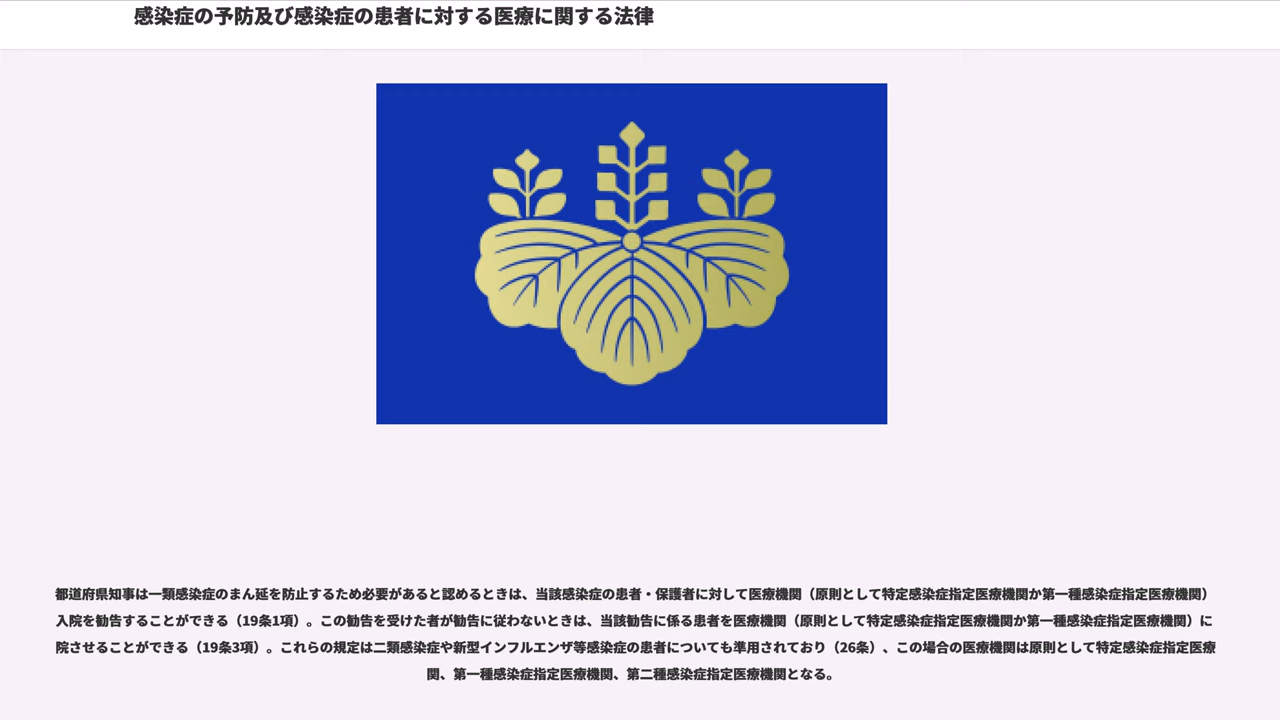 感染症の予防及び感染症の患者に対する医療に関する法律
都道府県知事は一類感染症のまん延を防止するため必要があると認めるときは、当該感染症の患者・保護者に対して医療機関（原則として特定感染症指定医療機関か第一種感染症指定医療機関）
入院を勧告することができる（19条1項）。この勧告を受けた者が勧告に従わないときは、当該勧告に係る患者を医療機関（原則として特定感染症指定医療機関か第一種感染症指定医療機関）に
院させることができる（19条3項）。これらの規定は二類感染症や新型インフルエンザ等感染症の患者についても準用されており（26条）、この場合の医療機関は原則として特定感染症指定医療
関、第一種感染症指定医療機関、第二種感染症指定医療機関となる。